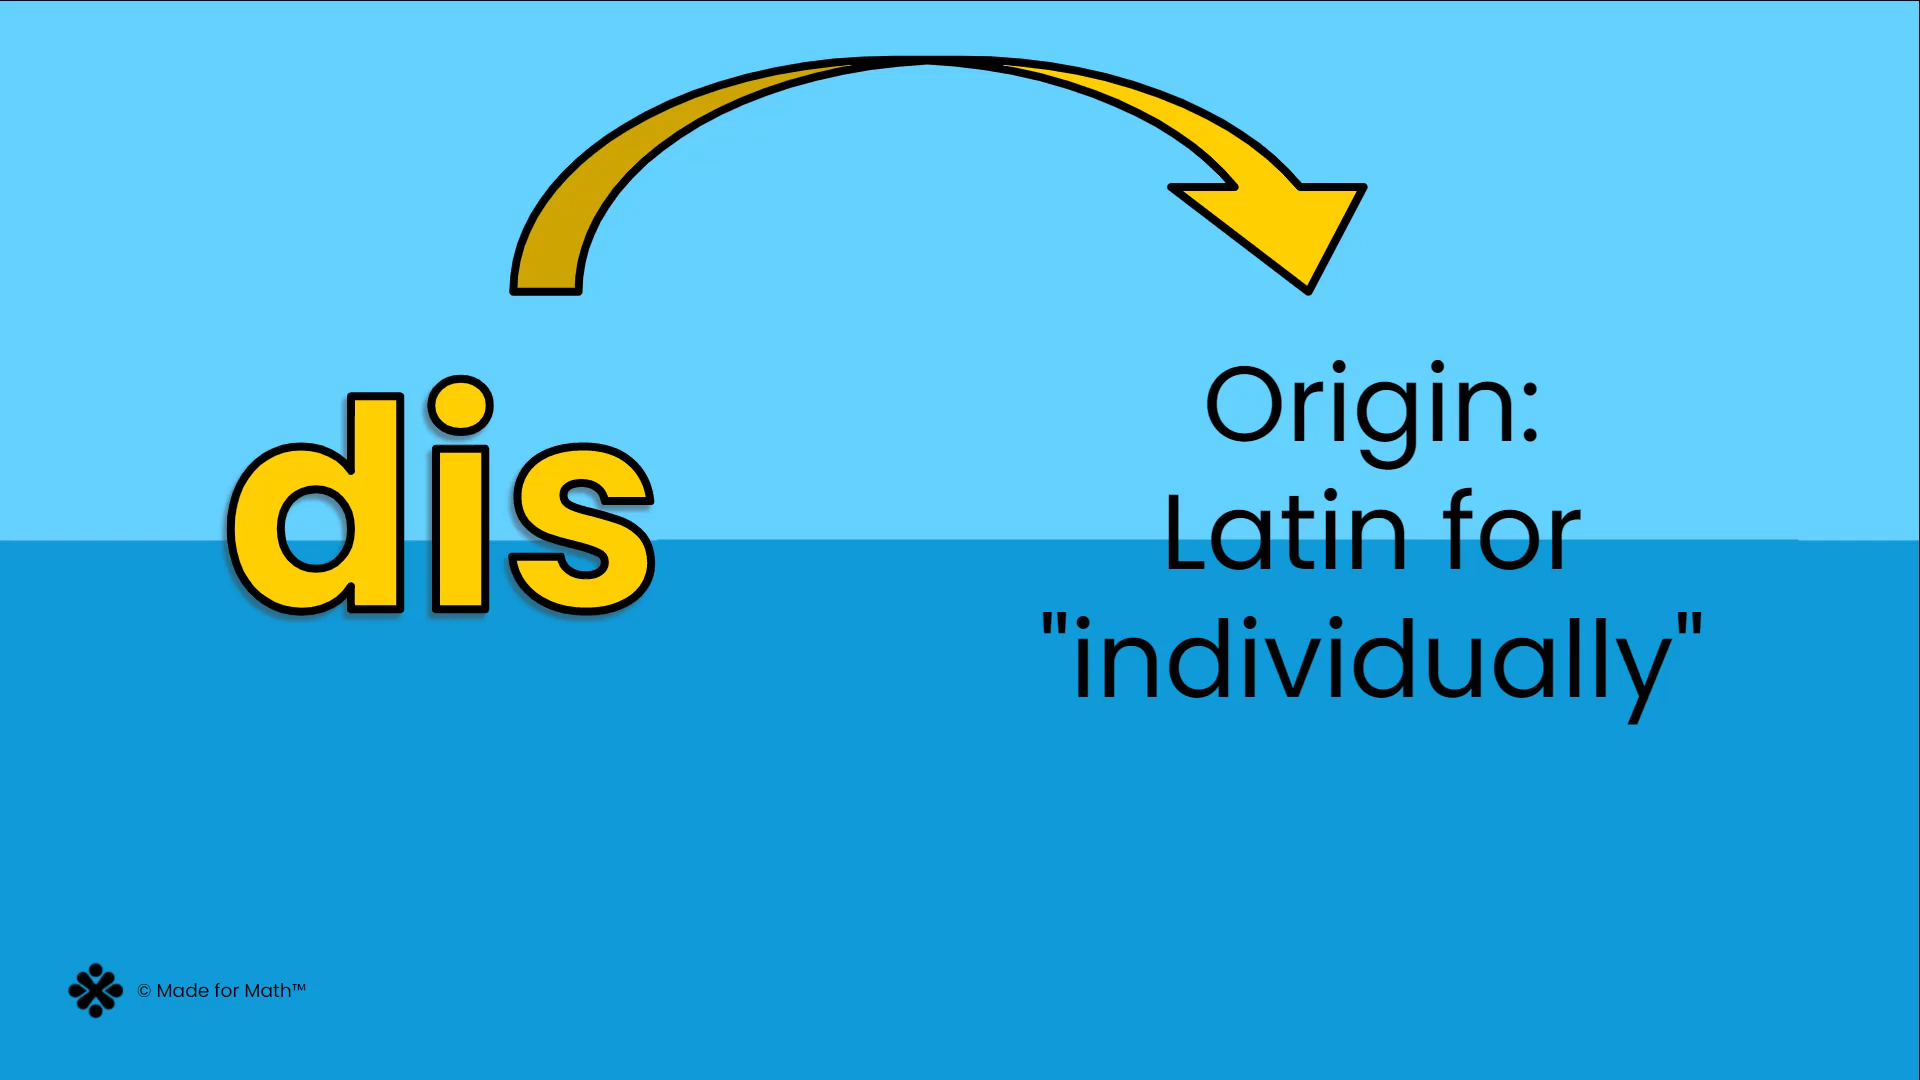 dis
Origin:
Latin for
"individually"
© Made for Math™